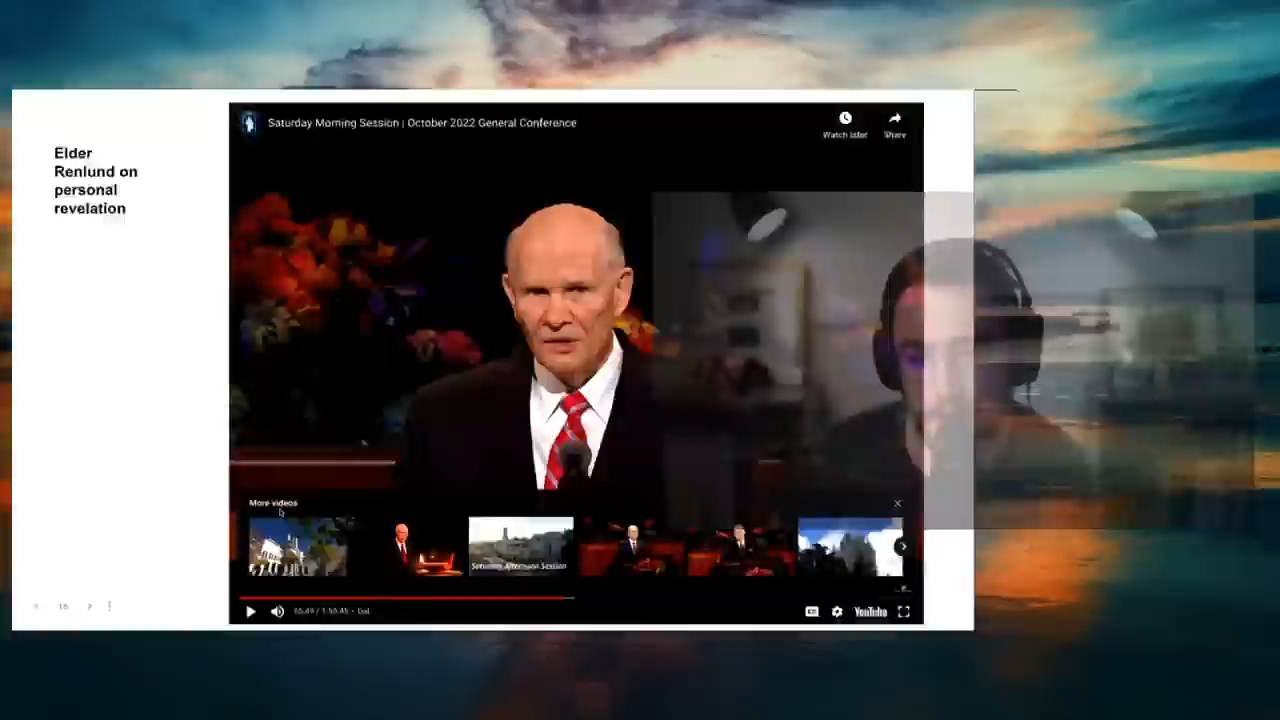 Saturday Morning Session | October 2022 General Conference
Watch later
Share
Elder
Renlund on
personal
revelation
More videos
Saturday Afternoon Session
16
YouTube